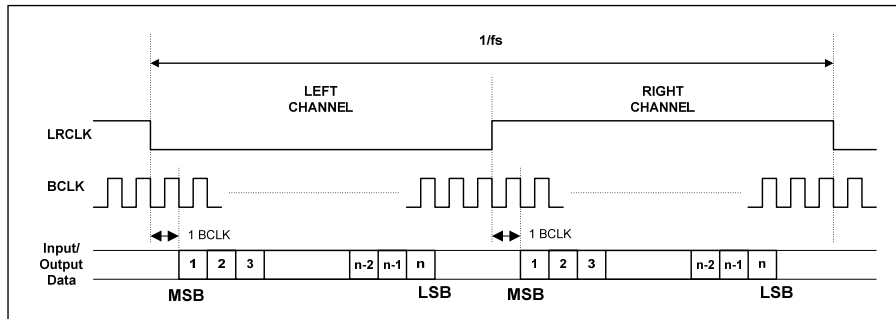 1/fs
LEFT
CHANNEL
RIGHT
CHANNEL
LRCLK
BCLK
1 BCLK
1 BCLK
Input/
Output
Data
1 2 3 n-2 n-1 n 1 2 3 n-2 n-1 n
MSB LSB MSB LSB